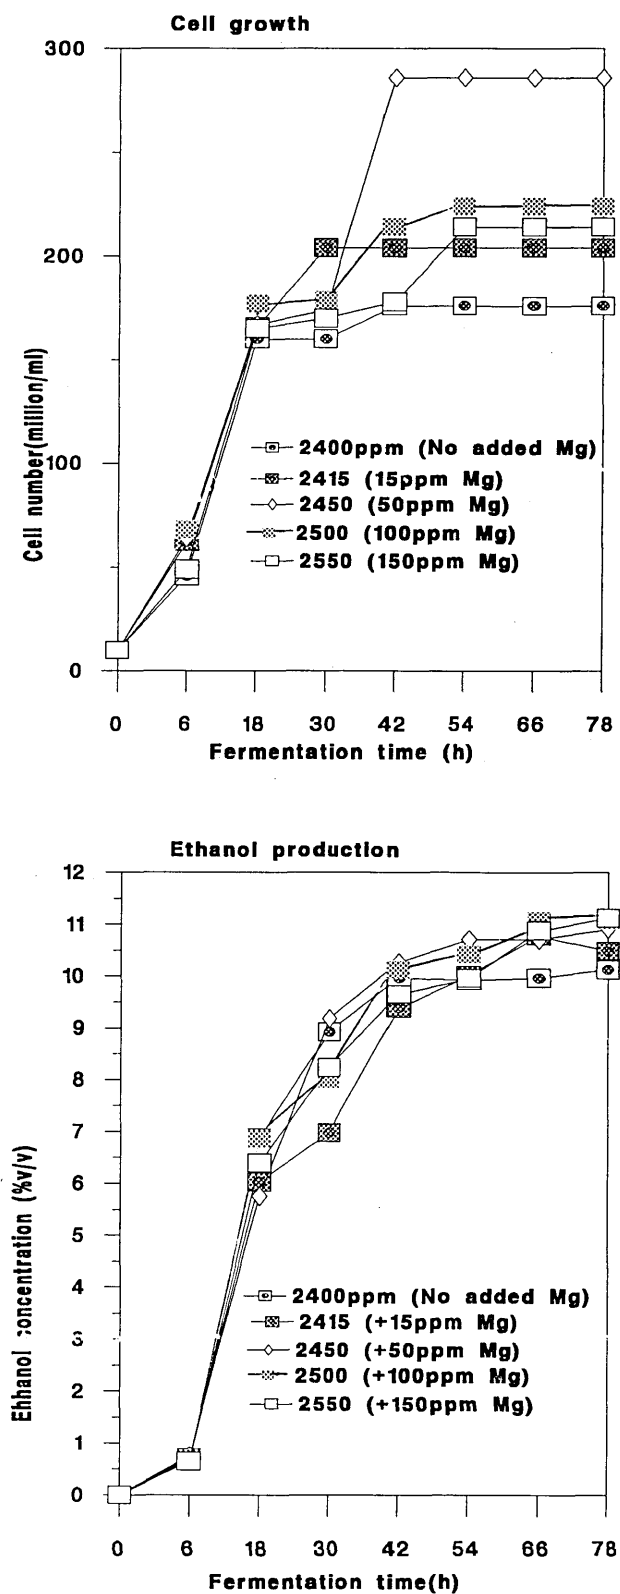 Cell growth
300
200
100
0
Cell number(million/ml)
2400ppm (No added Mg)
2415 (15ppm Mg)
2450 (50ppm Mg)
2500 (100ppm Mg)
2550 (150ppm Mg)
0 6 18 30 42 54 66 78
Fermentation time (h)
Ethanol production
12
11
10
9
8
7
6
5
4
3
2
1
0
Ehhanol concentration (%v/v)
2400ppm (No added Mg)
2415 (+15ppm Mg)
2450 (+50ppm Mg)
2500 (+100ppm Mg)
2550 (+150ppm Mg)
0 6 18 30 42 54 66 78
Fermentation time(h)